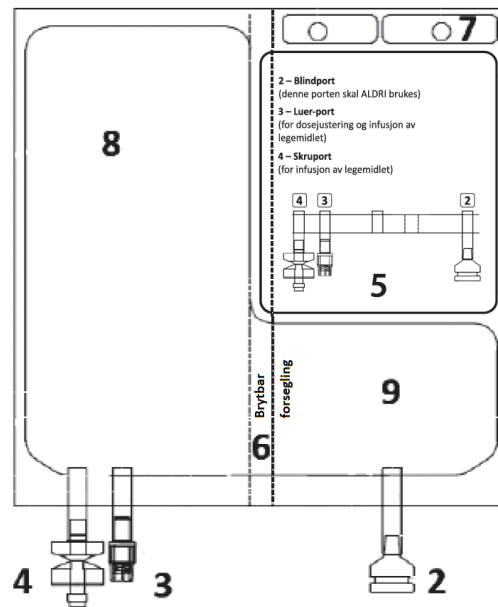 7
2 – Blindport
(denne porten skal ALDRI brukes)
3 – Luer-port
(for dosejustering og infusjon av
legemidlet)
4 – Skruport
(for infusjon av legemidlet)
4 3 2
5
8
Brytbar
forsegling
9
6
4 3 2